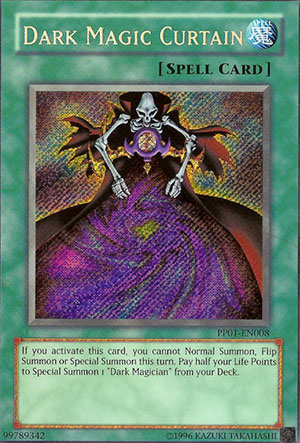 DARK MAGIC CURTAIN 魔
[SPELL CARD]
PP01-EN008
If you activate this card, you cannot Normal Summon, Flip
Summon or Special Summon this turn. Pay half your Life Points
to Special Summon 1 "Dark Magician" from your Deck.
99789342
©1996 KAZUKI TAKAHASHI